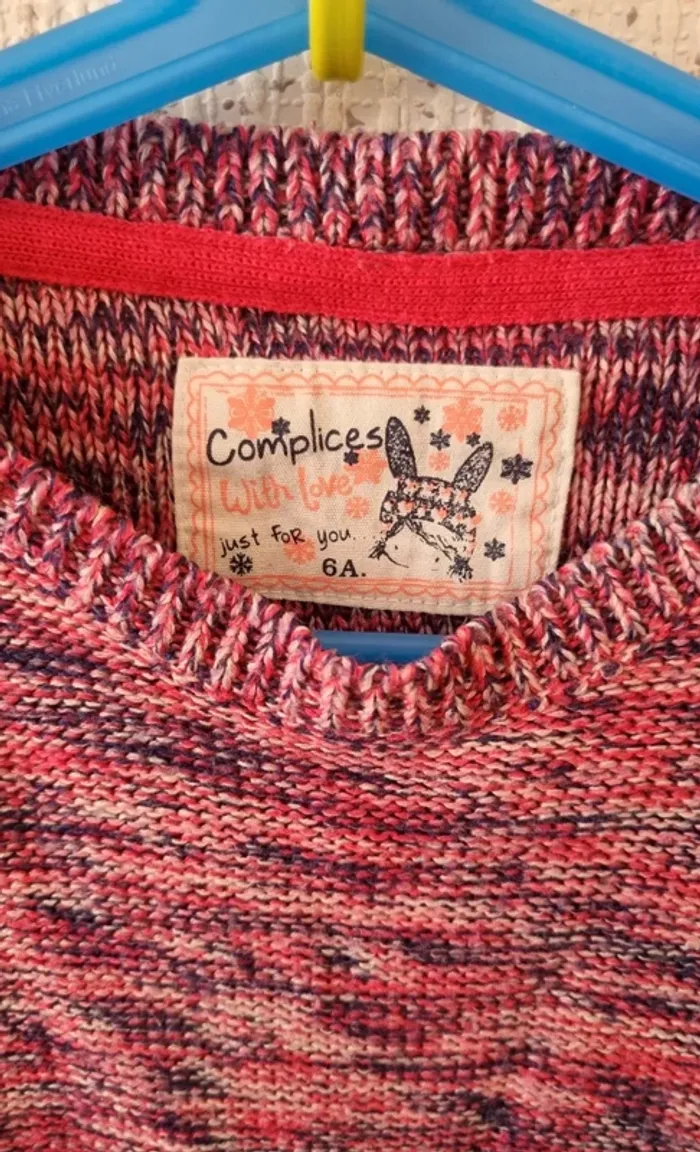 Complices
With love
just for you..
6A.